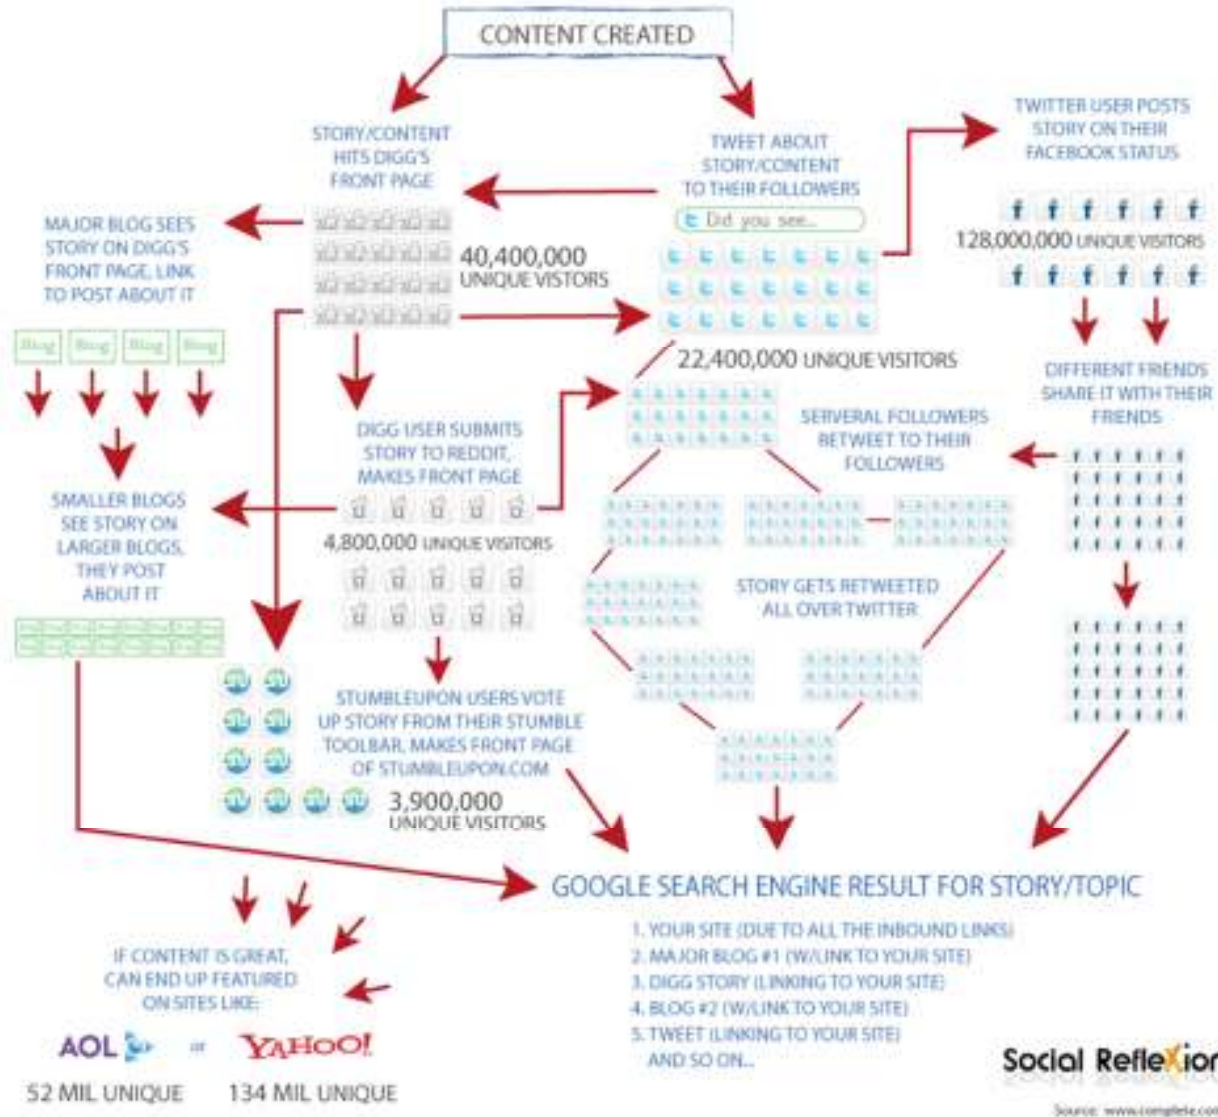 CONTENT CREATED
STORY/CONTENT
HITS DIGG'S
FRONT PAGE
40,400,000
UNIQUE VISTORS
TWEET ABOUT
STORY/CONTENT
TO THEIR FOLLOWERS
Did you see...
22,400,000 UNIQUE VISITORS
TWITTER USER POSTS
STORY ON THEIR
FACEBOOK STATUS
128,000,000 UNIQUE VISITORS
MAJOR BLOG SEES
STORY ON DIGG'S
FRONT PAGE, LINK
TO POST ABOUT IT
Blog Blog Blog Blog
DIFFERENT FRIENDS
SHARE IT WITH THEIR
FRIENDS
SERVERAL FOLLOWERS
RETWEET TO THEIR
FOLLOWERS
DIGG USER SUBMITS
STORY TO REDDIT,
MAKES FRONT PAGE
4,800,000 UNIQUE VISITORS
SMALLER BLOGS
SEE STORY ON
LARGER BLOGS,
THEY POST
ABOUT IT
STORY GETS RETWEETED
ALL OVER TWITTER
STUMBLEUPON USERS VOTE
UP STORY FROM THEIR STUMBLE
TOOLBAR, MAKES FRONT PAGE
OF STUMBLEUPON.COM
3,900,000
UNIQUE VISITORS
GOOGLE SEARCH ENGINE RESULT FOR STORY/TOPIC
1. YOUR SITE (DUE TO ALL THE INBOUND LINKS)
2. MAJOR BLOG #1 (W/LINK TO YOUR SITE)
3. DIGG STORY (LINKING TO YOUR SITE)
4. BLOG #2 (W/LINK TO YOUR SITE)
5. TWEET (LINKING TO YOUR SITE)
AND SO ON...
IF CONTENT IS GREAT,
CAN END UP FEATURED
ON SITES LIKE:
AOL or YAHOO!
52 MIL UNIQUE 134 MIL UNIQUE
Social Reflexion
Source: www.complete.com